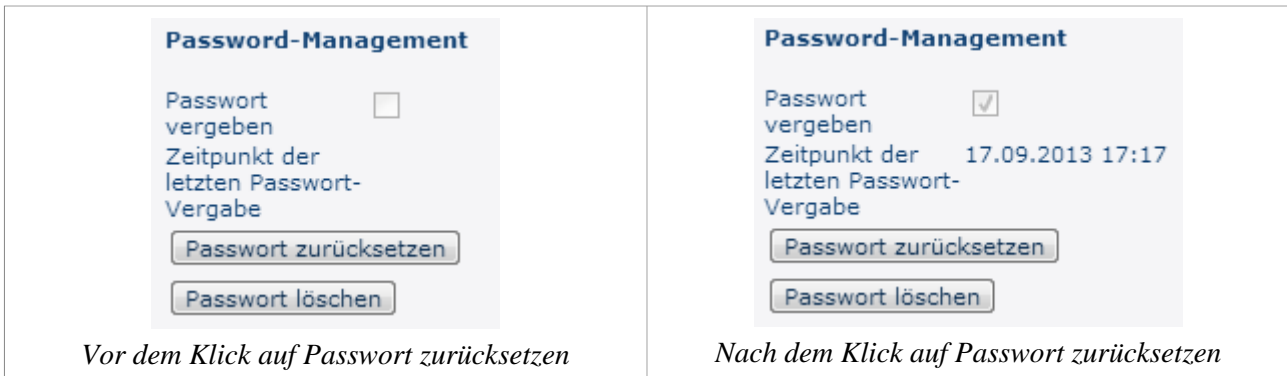 Password-Management
Passwort
vergeben
Zeitpunkt der
letzten Passwort-
Vergabe
Passwort zurücksetzen
Passwort löschen
Vor dem Klick auf Passwort zurücksetzen
Password-Management
Passwort
vergeben
Zeitpunkt der 17.09.2013 17:17
letzten Passwort-
Vergabe
Passwort zurücksetzen
Passwort löschen
Nach dem Klick auf Passwort zurücksetzen